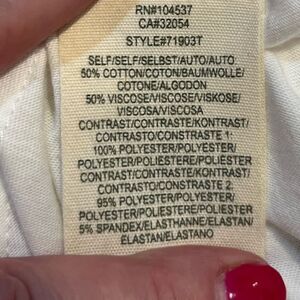 RN#104537
CA#32054
STYLE#71903T
SELF/SELF/SELBST/AUTO/AUTO
50% COTTON/COTON/BAUMWOLLE/
COTONE/ALGODON
50% VISCOSE/VISCOSE/VISKOSE/
VISCOSA/VISCOSA
CONTRAST/CONTRASTE/KONTRAST/
CONTRASTO/CONSTRASTE 1:
100% POLYESTER/POLYESTER/
POLYESTER/POLIESTERE/POLIESTER
CONTRAST/CONTRASTE/KONTRAST/
CONTRASTO/CONSTRASTE 2:
95% POLYESTER/POLYESTER/
POLYESTER/POLIESTERE/POLIESTER
5% SPANDEX/ELASTHANNE/ELASTAN/
ELASTAN/ELASTANO